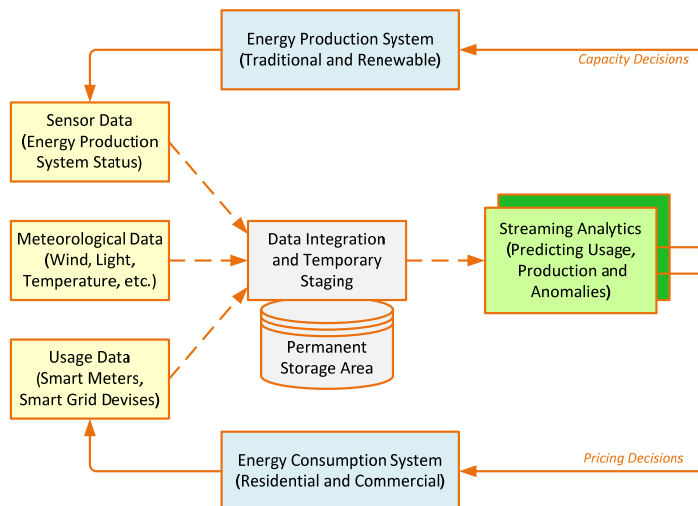 Energy Production System
(Traditional and Renewable)
Capacity Decisions
Sensor Data
(Energy Production
System Status)
Meteorological Data
(Wind, Light,
Temperature, etc.)
Usage Data
(Smart Meters,
Smart Grid Devises)
Data Integration
and Temporary
Staging
Permanent
Storage Area
Streaming Analytics
(Predicting Usage,
Production and
Anomalies)
Energy Consumption System
(Residential and Commercial)
Pricing Decisions